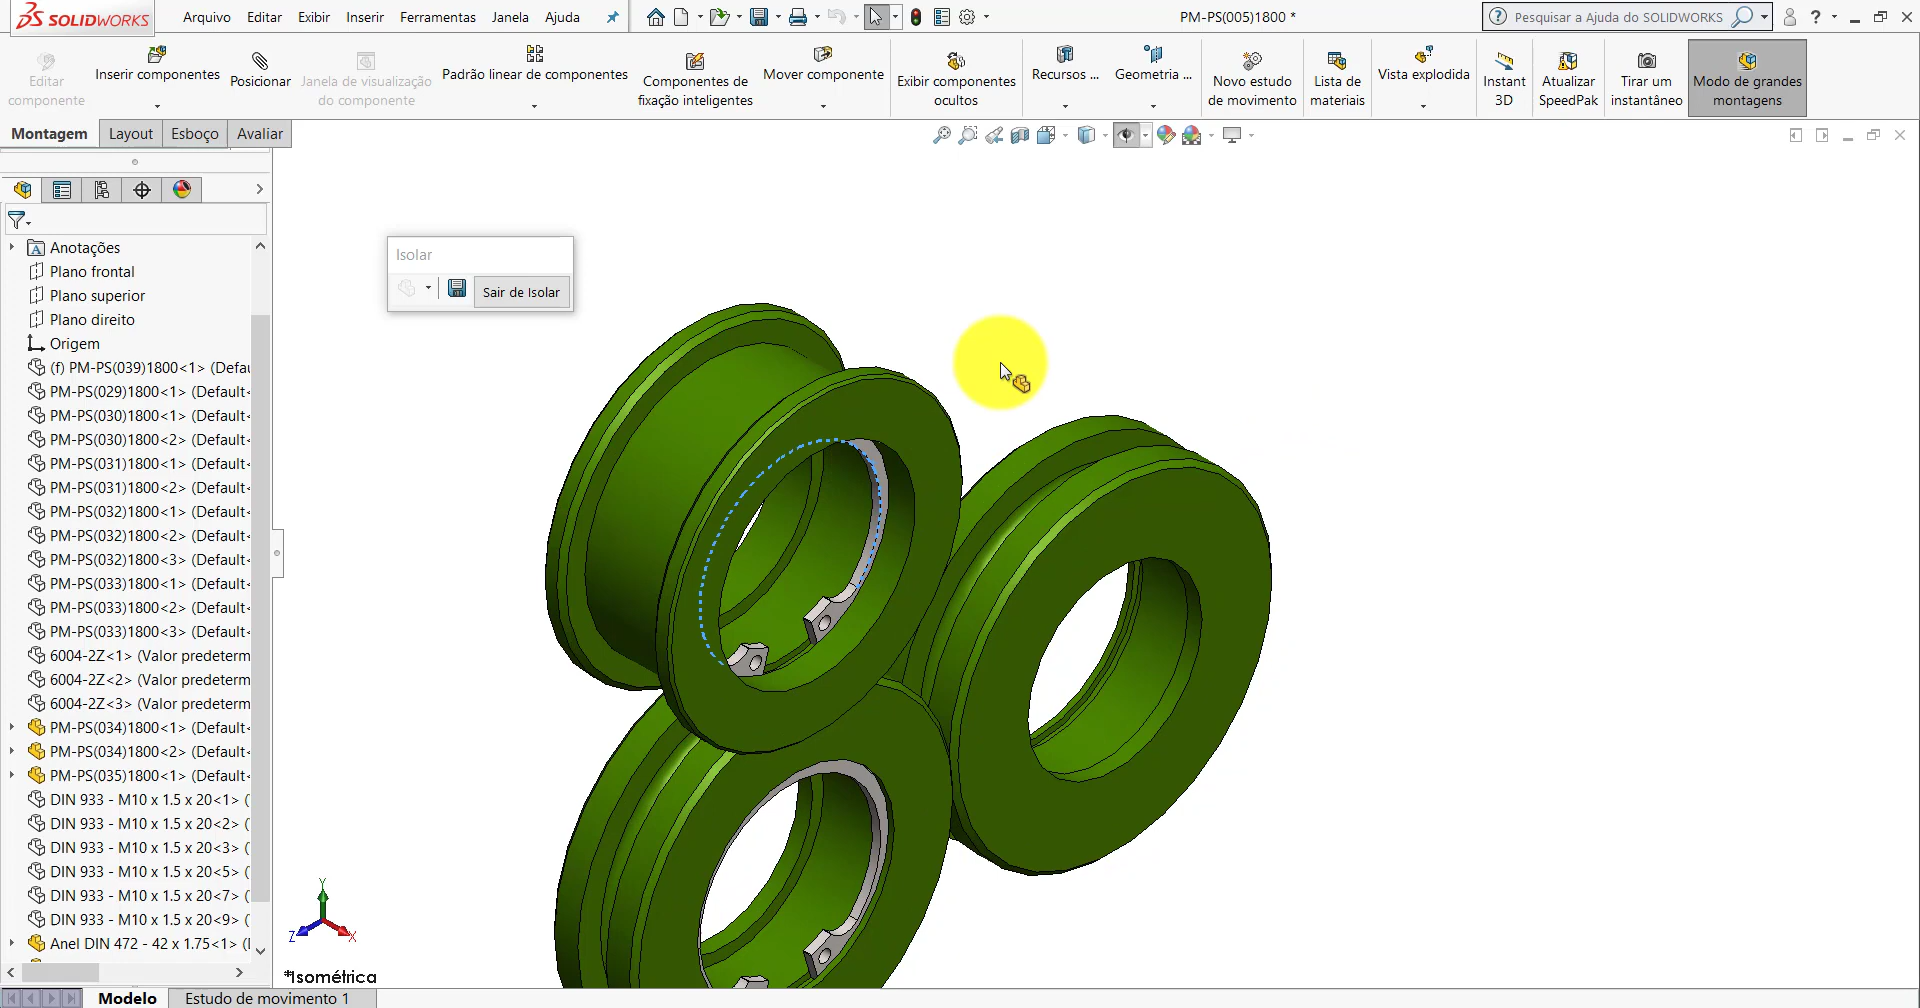 SOLIDWORKS
Arquivo Editar Exibir Inserir Ferramentas Janela Ajuda
PM-PS(005)1800 *
Pesquisar a Ajuda do SOLIDWORKS
?
Editar
componente
Inserir componentes
Posicionar
Janela de visualização
do componente
Padrão linear de componentes
Componentes de
fixação inteligentes
Mover componente
Exibir componentes
ocultos
Recursos ...
Geometria ...
Novo estudo
de movimento
Lista de
materiais
Vista explodida
Instant
3D
Atualizar
SpeedPak
Tirar um
instantâneo
Modo de grandes
montagens
Montagem Layout Esboço Avaliar
Anotações
Plano frontal
Plano superior
Plano direito
Origem
(f) PM-PS(039)1800<1> (Defau
PM-PS(029)1800<1> (Default<
PM-PS(030)1800<1> (Default<
PM-PS(030)1800<2> (Default<
PM-PS(031)1800<1> (Default<
PM-PS(031)1800<2> (Default<
PM-PS(032)1800<1> (Default<
PM-PS(032)1800<2> (Default<
PM-PS(032)1800<3> (Default<
PM-PS(033)1800<1> (Default<
PM-PS(033)1800<2> (Default<
PM-PS(033)1800<3> (Default<
6004-2Z<1> (Valor predeterm
6004-2Z<2> (Valor predeterm
6004-2Z<3> (Valor predeterm
PM-PS(034)1800<1> (Default<
PM-PS(034)1800<2> (Default<
PM-PS(035)1800<1> (Default<
DIN 933 - M10 x 1.5 x 20<1> (
DIN 933 - M10 x 1.5 x 20<2> (
DIN 933 - M10 x 1.5 x 20<3> (
DIN 933 - M10 x 1.5 x 20<5> (
DIN 933 - M10 x 1.5 x 20<7> (
DIN 933 - M10 x 1.5 x 20<9> (
Anel DIN 472 - 42 x 1.75<1> (
Isolar
Sair de Isolar
Y
Z
X
*Isométrica
Modelo Estudo de movimento 1